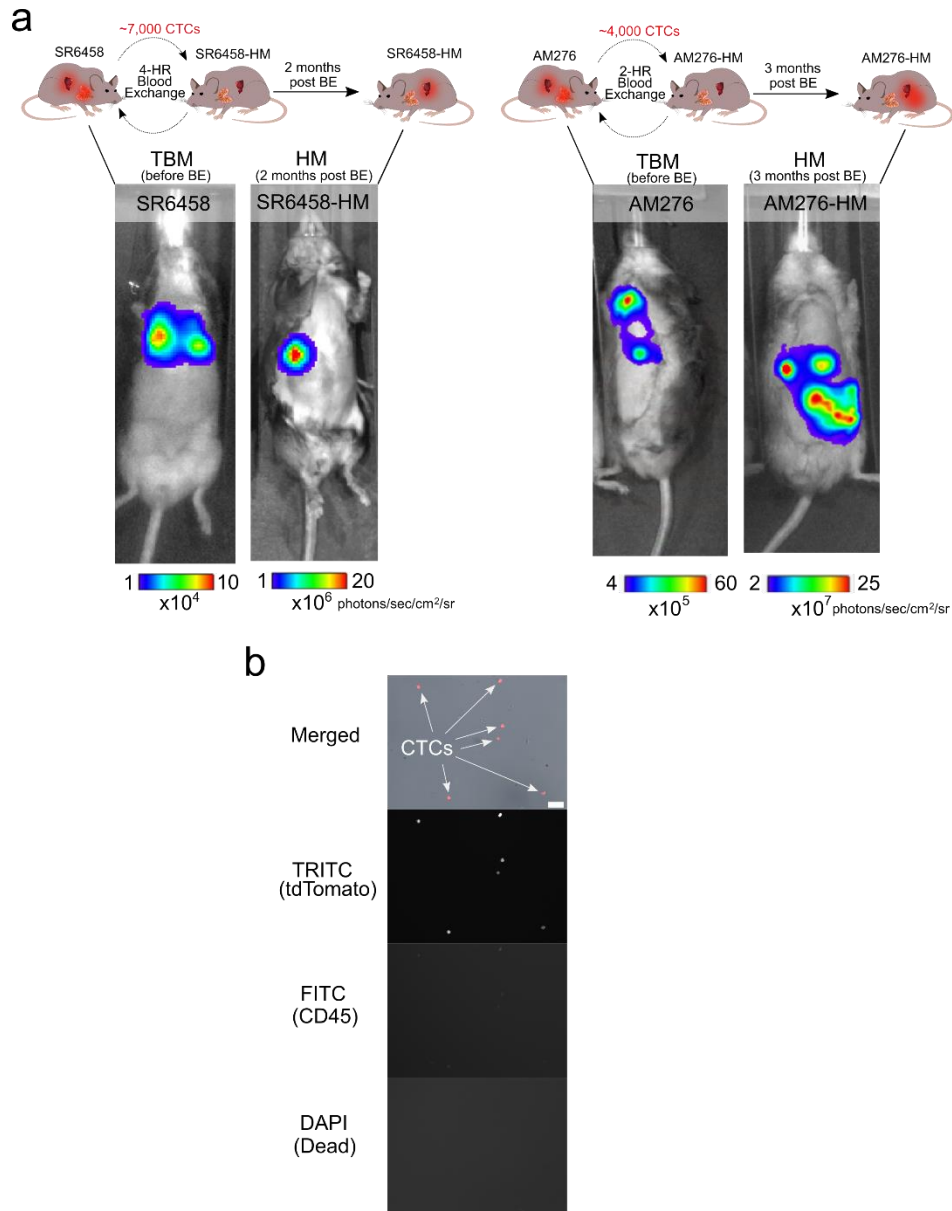 a
~7,000 CTCs
SR6458
SR6458-HM
SR6458-HM
4-HR
Blood
Exchange
2 months
post BE
~4,000 CTCs
AM276
AM276-HM
AM276-HM
2-HR
Blood
Exchange
3 months
post BE
TBM
(before BE)
SR6458
HM
(2 months post BE)
SR6458-HM
TBM
(before BE)
AM276
HM
(3 months post BE)
AM276-HM
1 10
x10⁴
1 20
x10⁶ photons/sec/cm²/sr
4 60
x10⁵
2 25
x10⁷ photons/sec/cm²/sr
b
Merged
CTCs
TRITC
(tdTomato)
FITC
(CD45)
DAPI
(Dead)